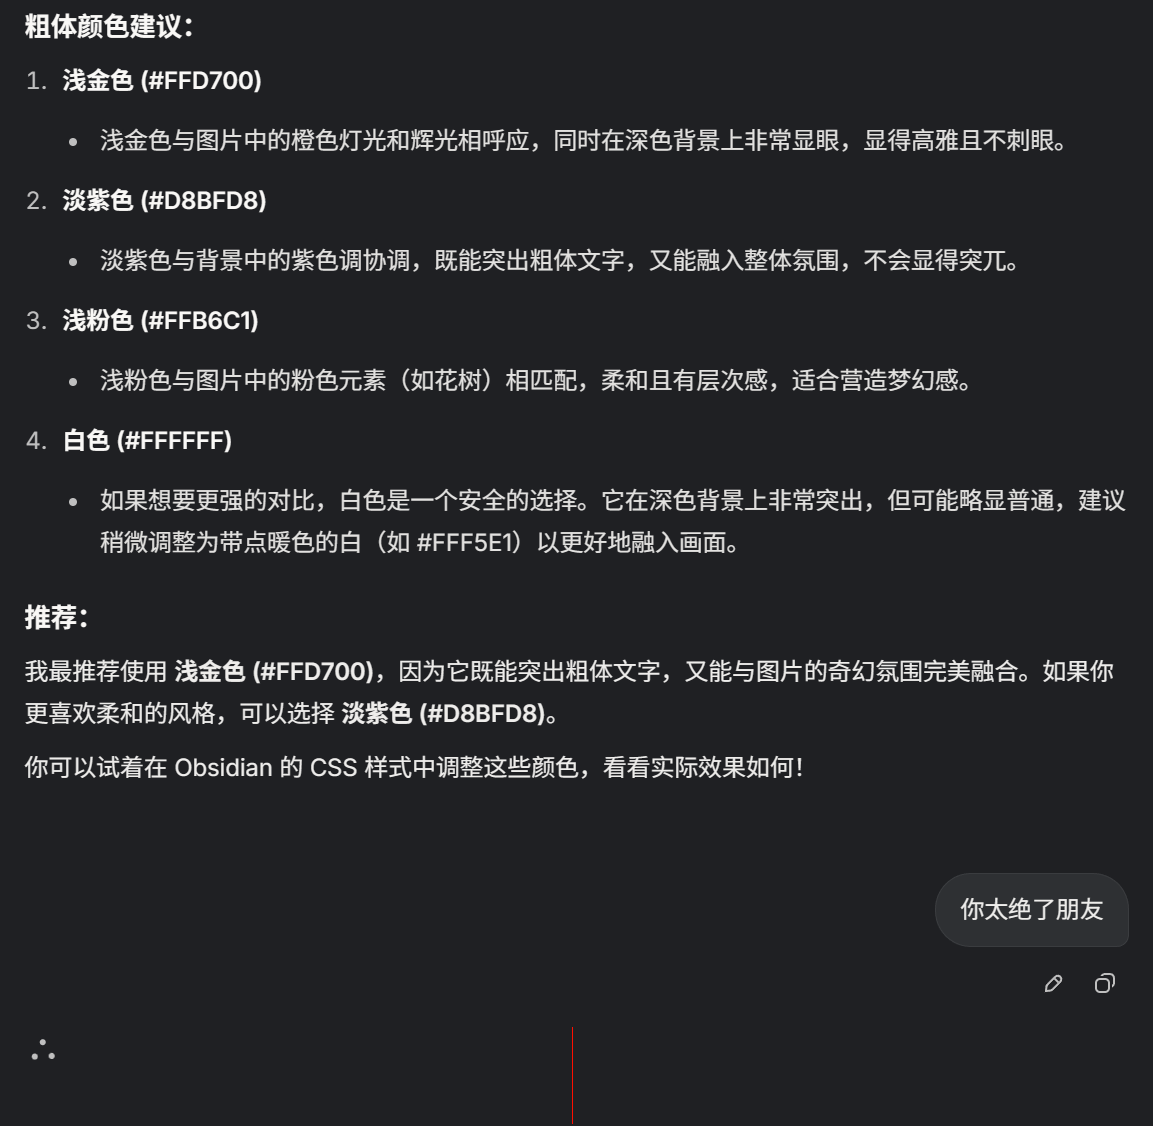 粗体颜色建议：
1. 浅金色 (#FFD700)
• 浅金色与图片中的橙色灯光和辉光相呼应，同时在深色背景上非常显眼，显得高雅且不刺眼。
2. 淡紫色 (#D8BFD8)
• 淡紫色与背景中的紫色调协调，既能突出粗体文字，又能融入整体氛围，不会显得突兀。
3. 浅粉色 (#FFB6C1)
• 浅粉色与图片中的粉色元素（如花树）相匹配，柔和且有层次感，适合营造梦幻感。
4. 白色 (#FFFFFF)
• 如果想要更强的对比，白色是一个安全的选择。它在深色背景上非常突出，但可能略显普通，建议
稍微调整为带点暖色的白（如 #FFF5E1）以更好地融入画面。
推荐：
我最推荐使用 浅金色 (#FFD700)，因为它既能突出粗体文字，又能与图片的奇幻氛围完美融合。如果你
更喜欢柔和的风格，可以选择 淡紫色 (#D8BFD8)。
你可以试着在 Obsidian 的 CSS 样式中调整这些颜色，看看实际效果如何！
你太绝了朋友